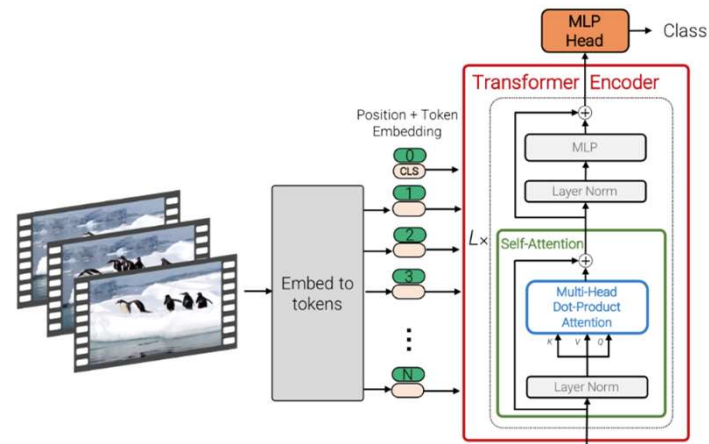 MLP
Head
Class
Transformer Encoder
Position + Token
Embedding
0
CLS
1
2
3
N
Embed to
tokens
L×
MLP
Layer Norm
Self-Attention
Multi-Head
Dot-Product
Attention
K V Q
Layer Norm